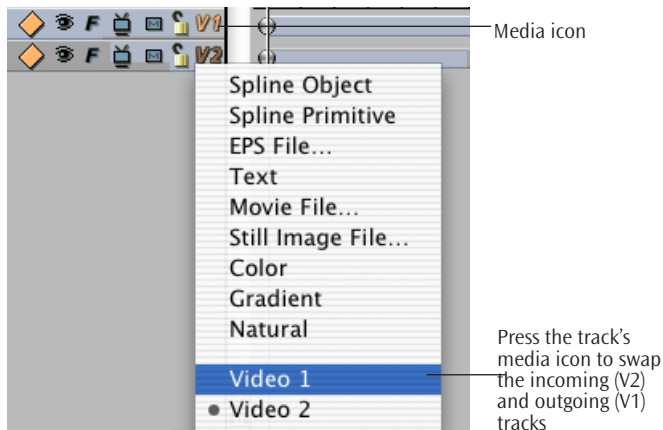 F V1
Media icon
F V2
Spline Object
Spline Primitive
EPS File...
Text
Movie File...
Still Image File...
Color
Gradient
Natural
Video 1
• Video 2
Press the track's
media icon to swap
the incoming (V2)
and outgoing (V1)
tracks